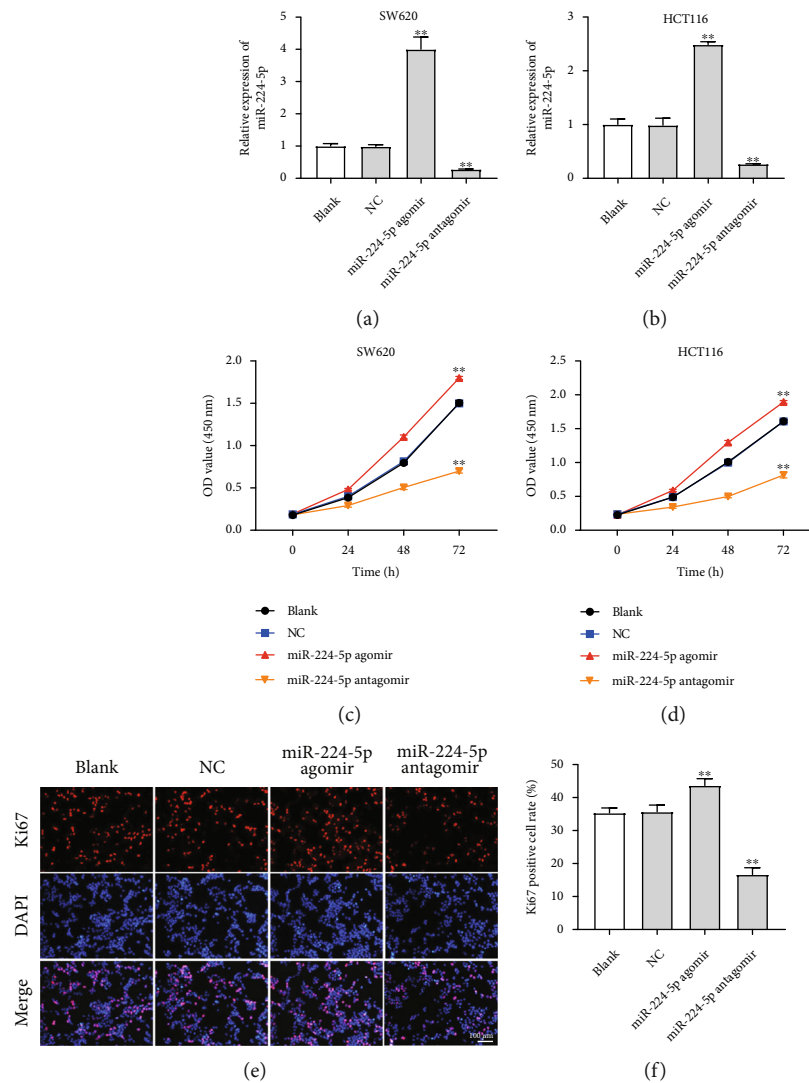 SW620
Relative expression of
miR-224-5p
5
4
3
2
1
0
**
**
Blank
NC
miR-224-5p agomir
miR-224-5p antagomir
(a)
HCT116
Relative expression of
miR-224-5p
3
2
1
0
**
**
Blank
NC
miR-224-5p agomir
miR-224-5p antagomir
(b)
SW620
OD value (450 nm)
2.0
1.5
1.0
0.5
0.0
**
**
0 24 48 72
Time (h)
Blank
NC
miR-224-5p agomir
miR-224-5p antagomir
(c)
HCT116
OD value (450 nm)
2.5
2.0
1.5
1.0
0.5
0.0
**
**
0 24 48 72
Time (h)
Blank
NC
miR-224-5p agomir
miR-224-5p antagomir
(d)
Blank
NC
miR-224-5p
agomir
miR-224-5p
antagomir
Ki67
DAPI
Merge
100 μm
(e)
Ki67 positive cell rate (%)
50
40
30
20
10
0
**
**
Blank
NC
miR-224-5p agomir
miR-224-5p antagomir
(f)